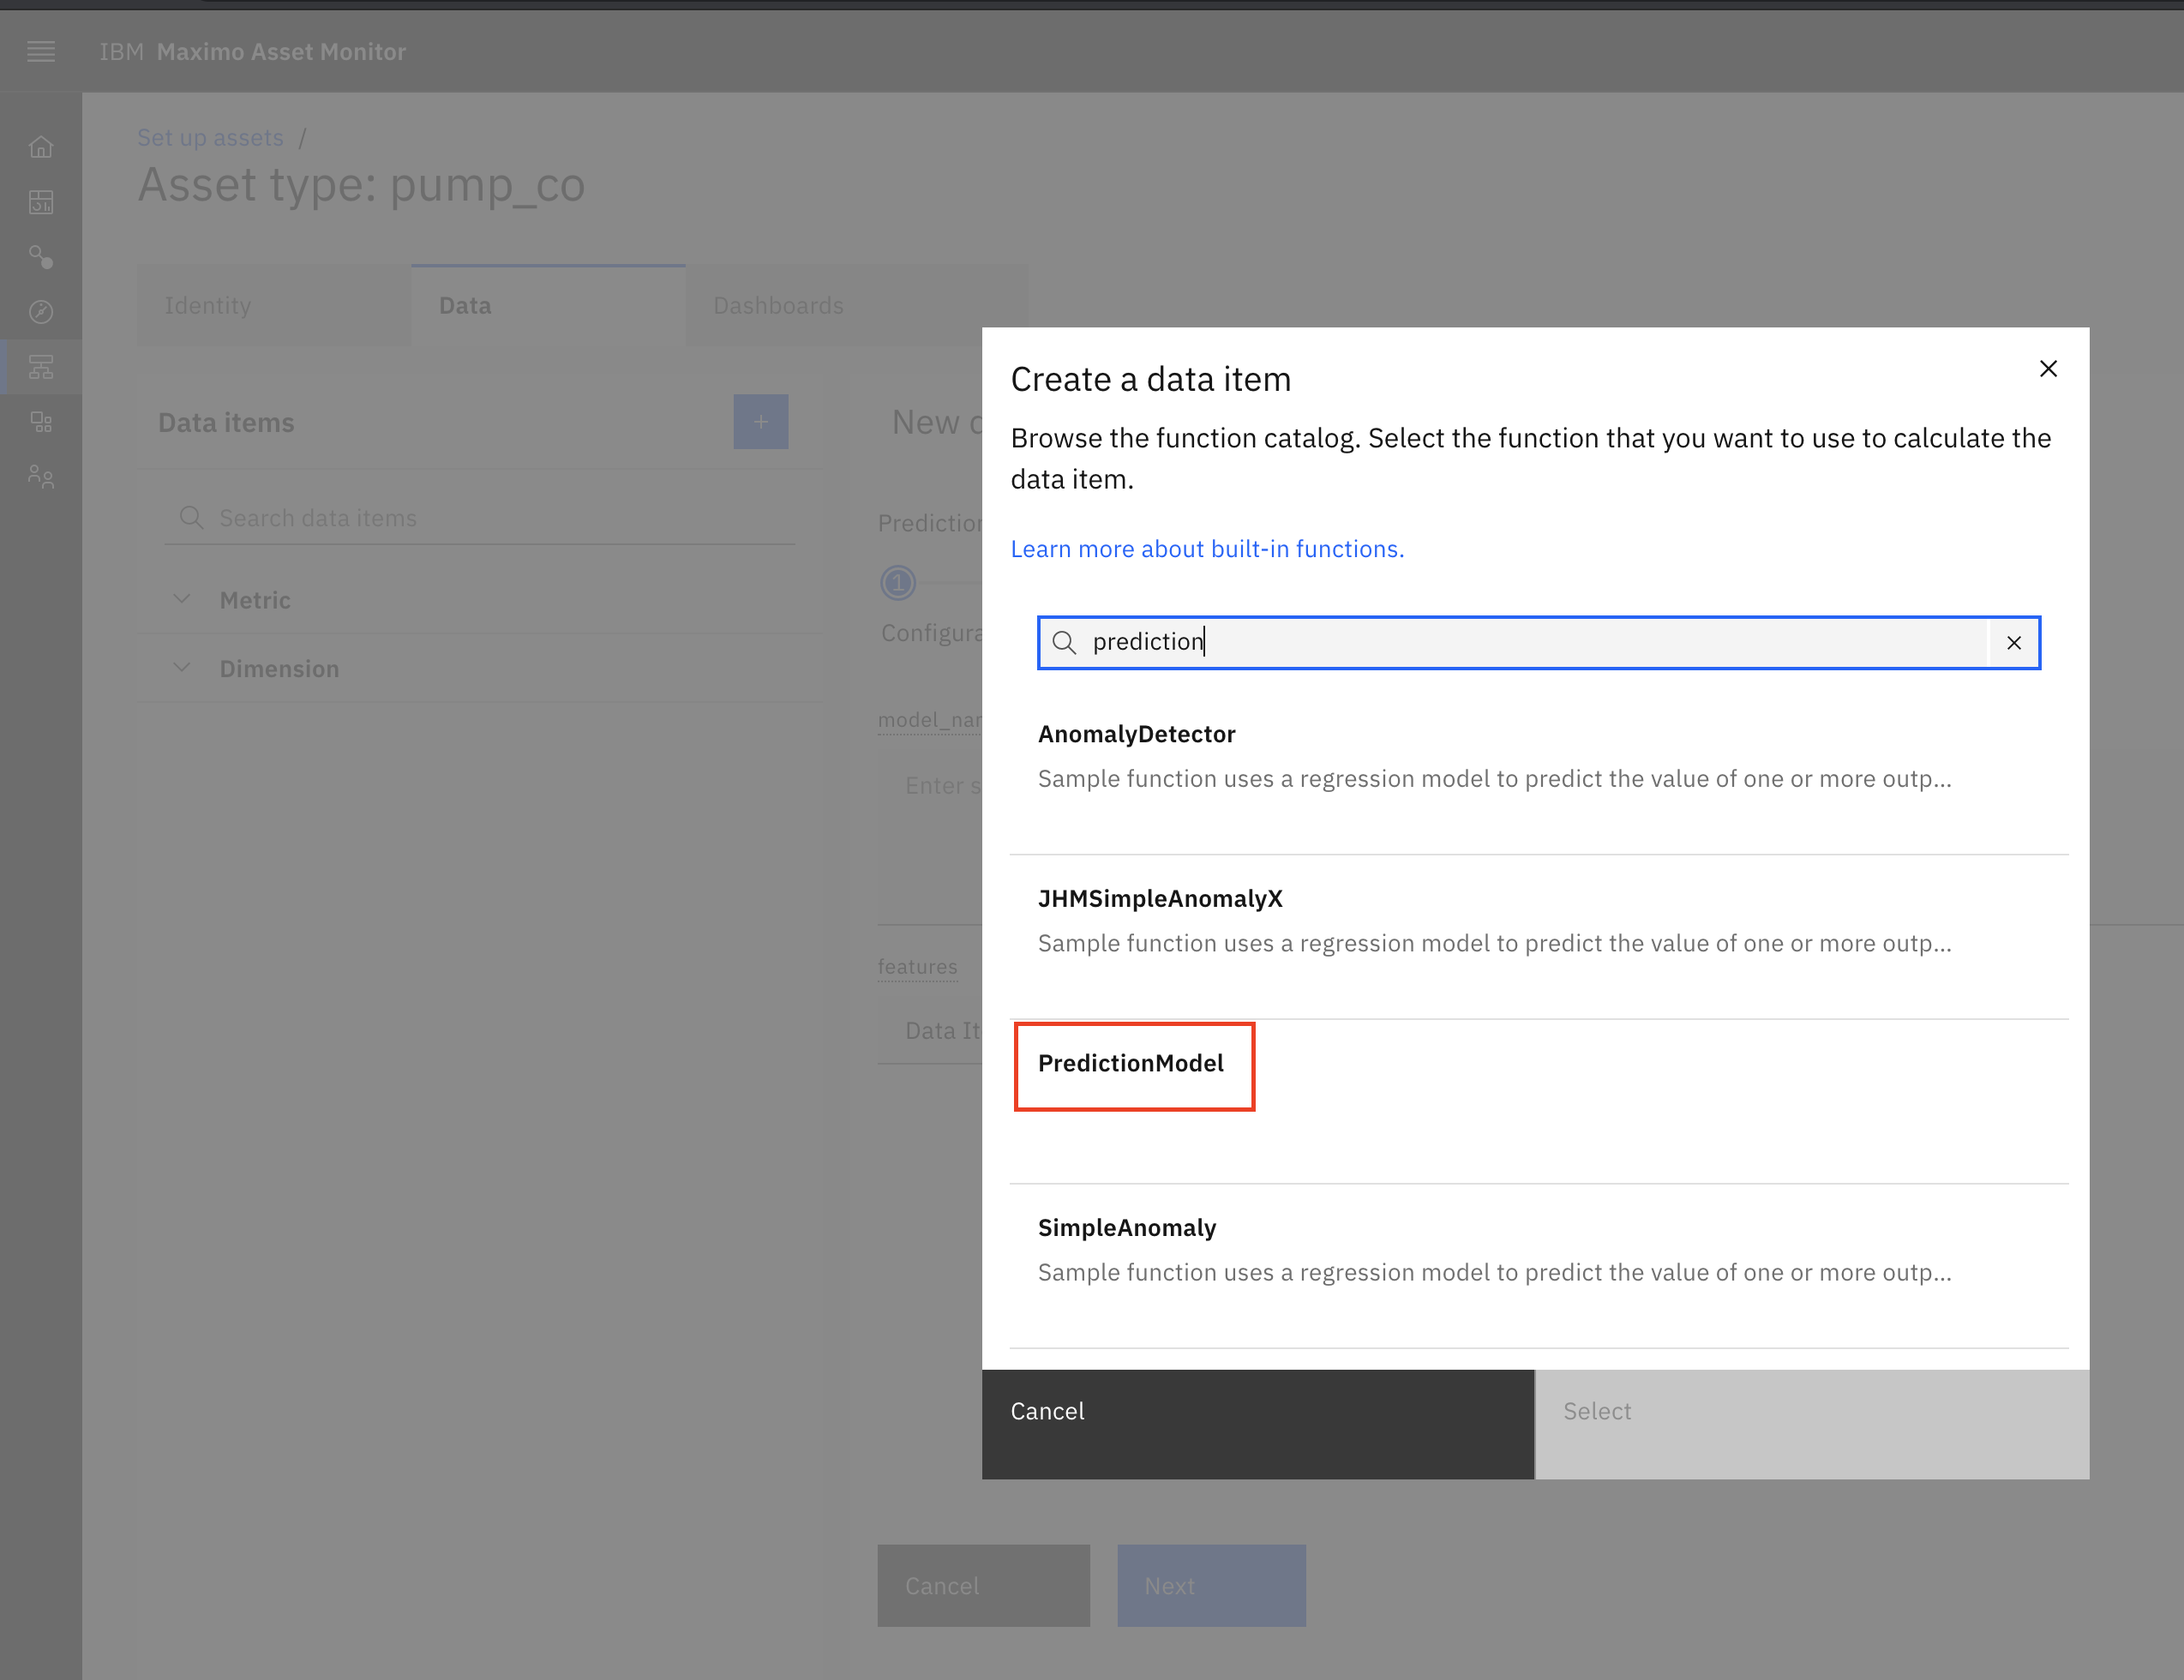 IBM Maximo Asset Monitor
Set up assets /
Asset type: pump_co
Identity
Data
Dashboards
Data items
+
Search data items
Metric
Dimension
New c
Prediction
1
Configura
model_nar
Enter s
features
Data It
Create a data item
Browse the function catalog. Select the function that you want to use to calculate the
data item.
Learn more about built-in functions.
prediction
AnomalyDetector
Sample function uses a regression model to predict the value of one or more outp...
JHMSimpleAnomalyX
Sample function uses a regression model to predict the value of one or more outp...
PredictionModel
SimpleAnomaly
Sample function uses a regression model to predict the value of one or more outp...
Cancel
Select
Cancel
Next